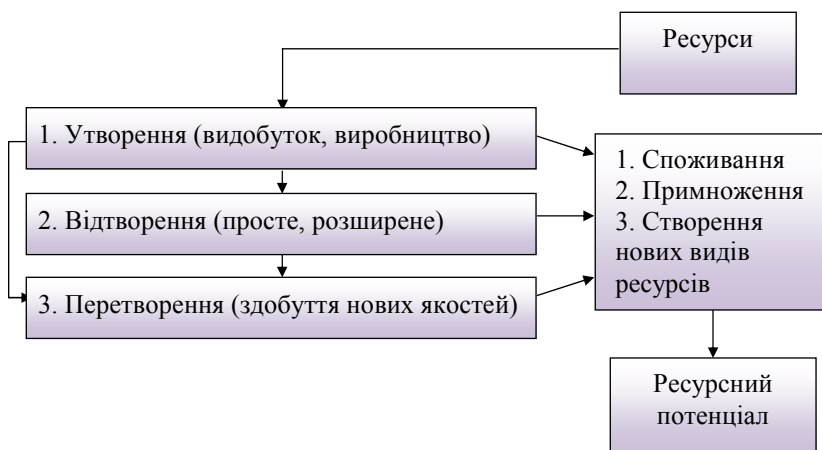 Ресурси
1. Утворення (видобуток, виробництво)
2. Відтворення (просте, розширене)
3. Перетворення (здобуття нових якостей)
1. Споживання
2. Примноження
3. Створення
нових видів
ресурсів
Ресурсний
потенціал